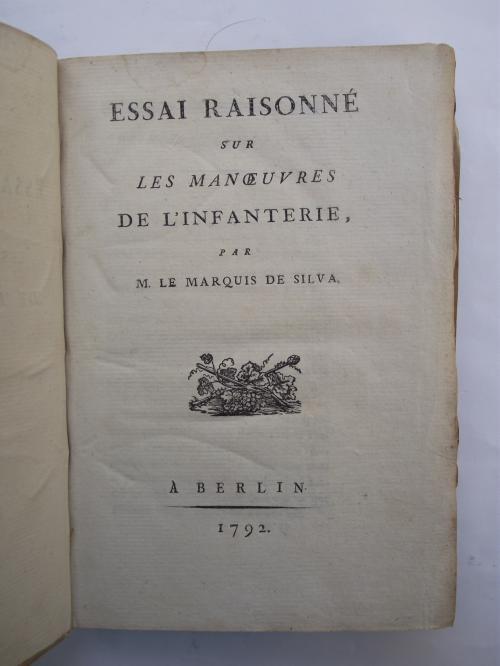 ESSAI RAISONNÉ
SUR
LES MANŒUVRES
DE L'INFANTERIE,
PAR
M. LE MARQUIS DE SILVA.
À BERLIN
1792.